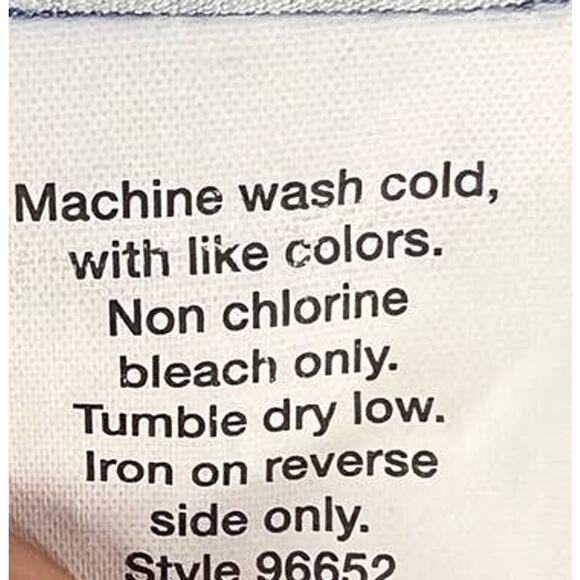 Machine wash cold,
with like colors.
Non chlorine
bleach only.
Tumble dry low.
Iron on reverse
side only.
Style 96652